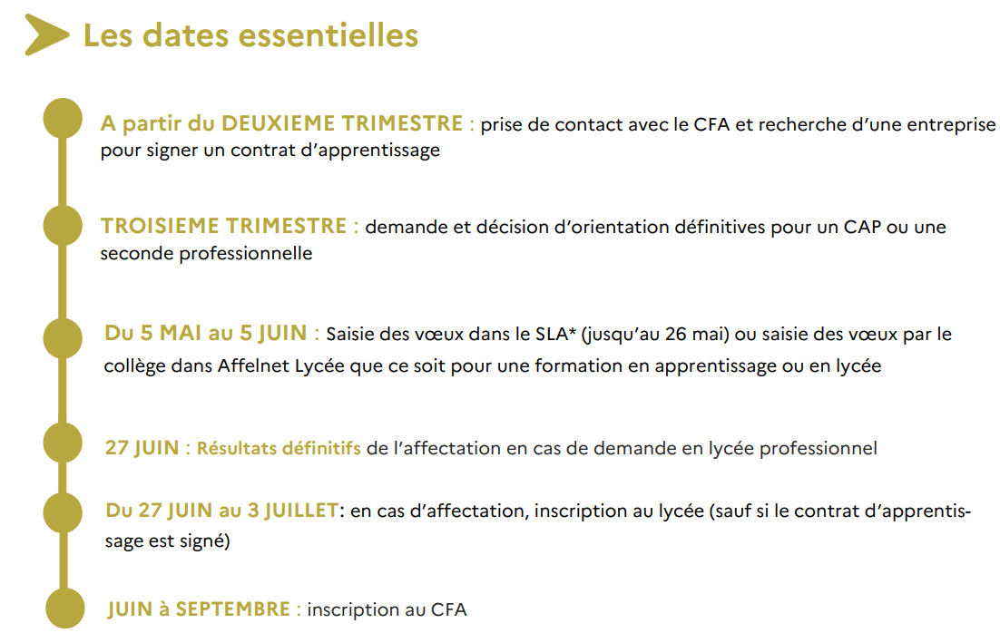 Les dates essentielles
A partir du DEUXIEME TRIMESTRE : prise de contact avec le CFA et recherche d’une entreprise
pour signer un contrat d’apprentissage
TROISIEME TRIMESTRE : demande et décision d’orientation définitives pour un CAP ou une
seconde professionnelle
Du 5 MAI au 5 JUIN : Saisie des vœux dans le SLA* (jusqu’au 26 mai) ou saisie des vœux par le
collège dans Affelnet Lycée que ce soit pour une formation en apprentissage ou en lycée
27 JUIN : Résultats définitifs de l’affectation en cas de demande en lycée professionnel
Du 27 JUIN au 3 JUILLET: en cas d’affectation, inscription au lycée (sauf si le contrat d’apprentis-
sage est signé)
JUIN à SEPTEMBRE : inscription au CFA